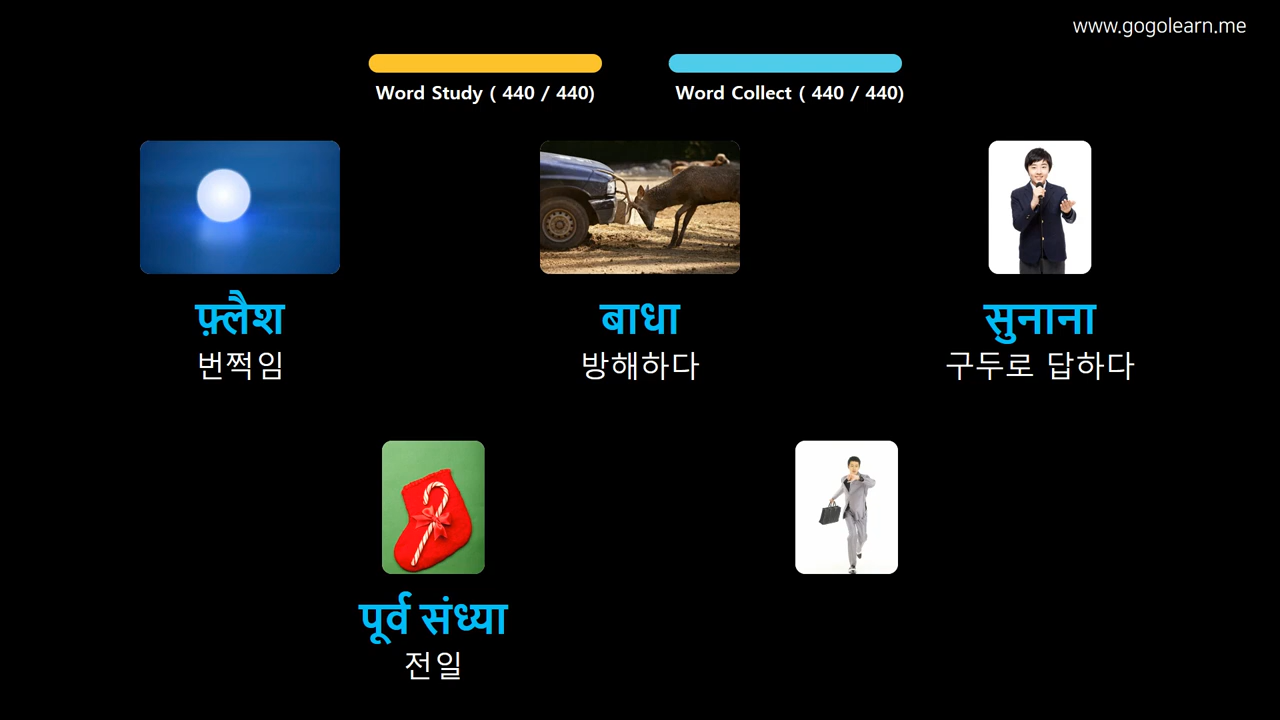 www.gogolearn.me
Word Study ( 440 / 440)
Word Collect ( 440 / 440)
फ़्लैश
번쩍임
बाधा
방해하다
सुनाना
구두로 답하다
पूर्व संध्या
전일